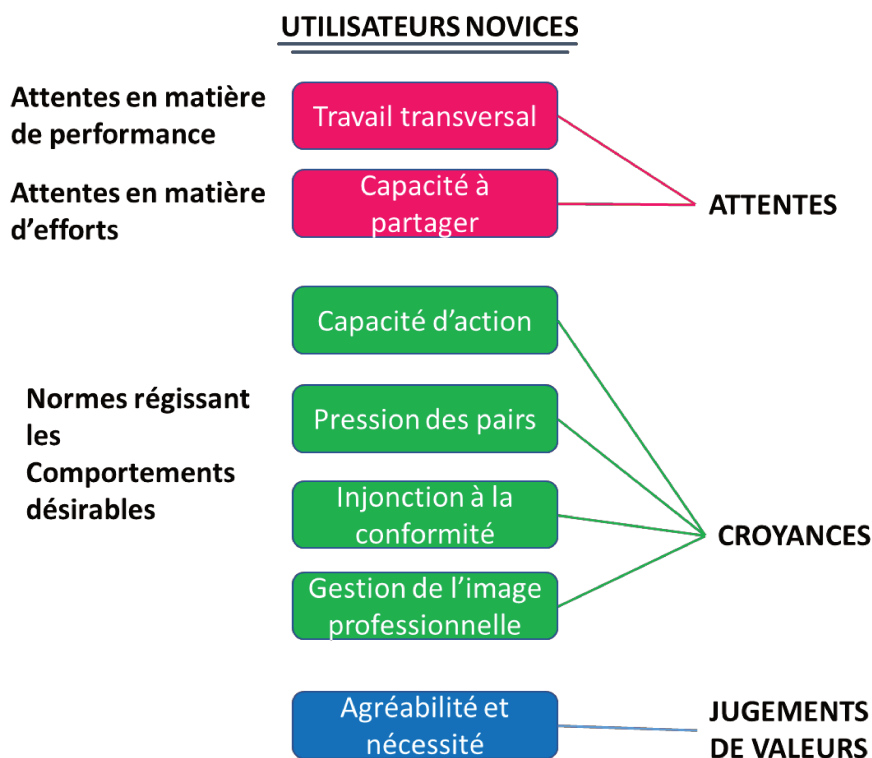 UTILISATEURS NOVICES
Attentes en matière
de performance
Travail transversal
Attentes en matière
d'efforts
Capacité à
partager
ATTENTES
Capacité d'action
Normes régissant
les
Comportements
désirables
Pression des pairs
Injonction à la
conformité
CROYANCES
Gestion de l'image
professionnelle
Agréabilité et
nécessité
JUGEMENTS
DE VALEURS